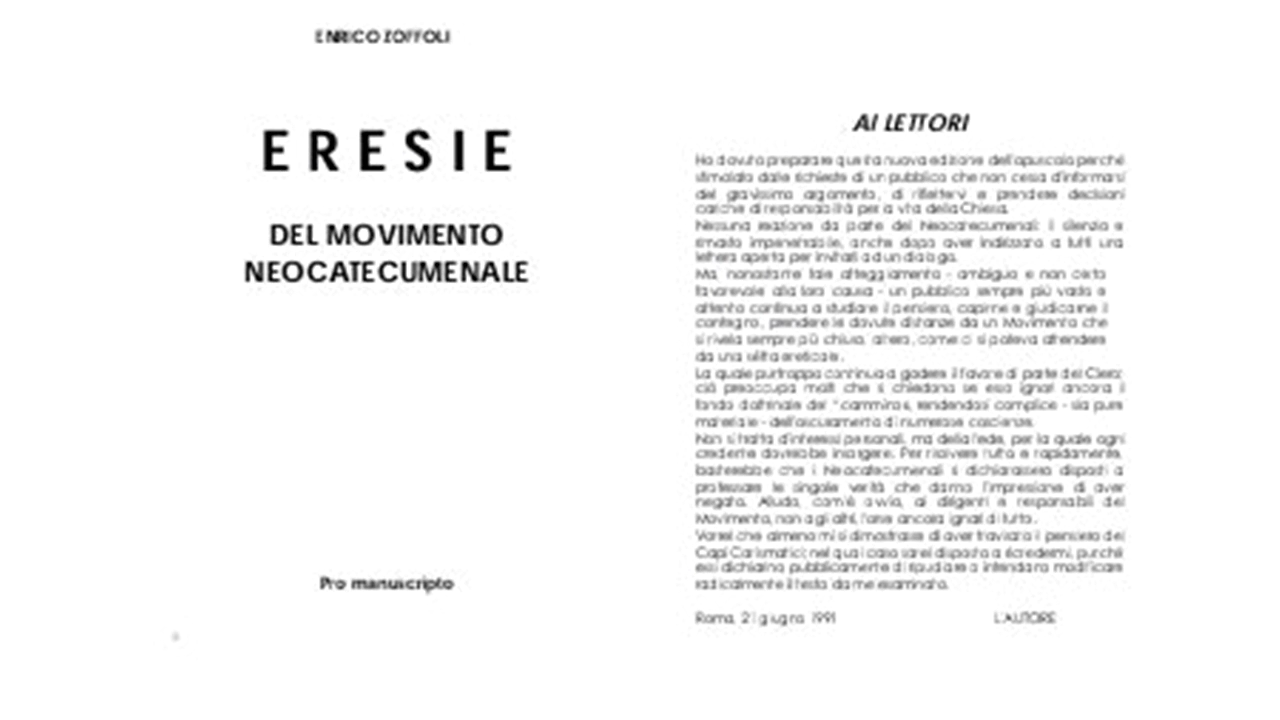 ENRICO ZOFFOLI
ERESIE
DEL MOVIMENTO
NEOCATECUMENALE
Pro manuscripto
AI LETTORI
Ho dovuto preparare questa nuova edizione dell'opuscolo perché
stimolato dalle richieste di un pubblico che non cessa d'informarsi
del gravissimo argomento, di riflettervi e prendere decisioni
cariche di responsabilità per la vita della Chiesa.
Nessuna reazione da parte dei Neocatecumenali: il silenzio è
rimasto impenetrabile, anche dopo aver indirizzato a tutti una
lettera aperta per invitarli ad un dialogo.
Ma, nonostante tale atteggiamento - ambiguo e non certo
favorevole alla loro causa - un pubblico sempre più vasto e
attento continua a studiare il pensiero, capirne e giudicarne il
contegno, prendere le dovute distanze da un Movimento che
si rivela sempre più chiuso, altero, come ci si poteva attendere
da una setta ereticale.
La quale purtroppo continua a godere il favore di parte del Clero:
ciò preoccupa molti che si chiedono se esso ignori ancora il
fondo dottrinale del "cammino», rendendosi complice - sia pure
materiale - dell'oscuramento di numerose coscienze.
Non si tratta d'interessi personali, ma della fede, per la quale ogni
credente dovrebbe insorgere. Per risolvere tutto e rapidamente,
basterebbe che i Neocatecumenali si dichiarassero disposti a
professare le singole verità che danno l'impressione di aver
negato. Alludo, com'è ovvio, ai dirigenti e responsabili del
Movimento, non agli altri, forse ancora ignari di tutto.
Vorrei che almeno mi si dimostrasse di aver travisato il pensiero dei
Capi Carismatici; nel qual caso sarei disposto a ricredermi, purché
essi dichiarino pubblicamente di ripudiare o intendano modificare
radicalmente il testo da me esaminato.
Roma, 21 giugno 1991 L'AUTORE